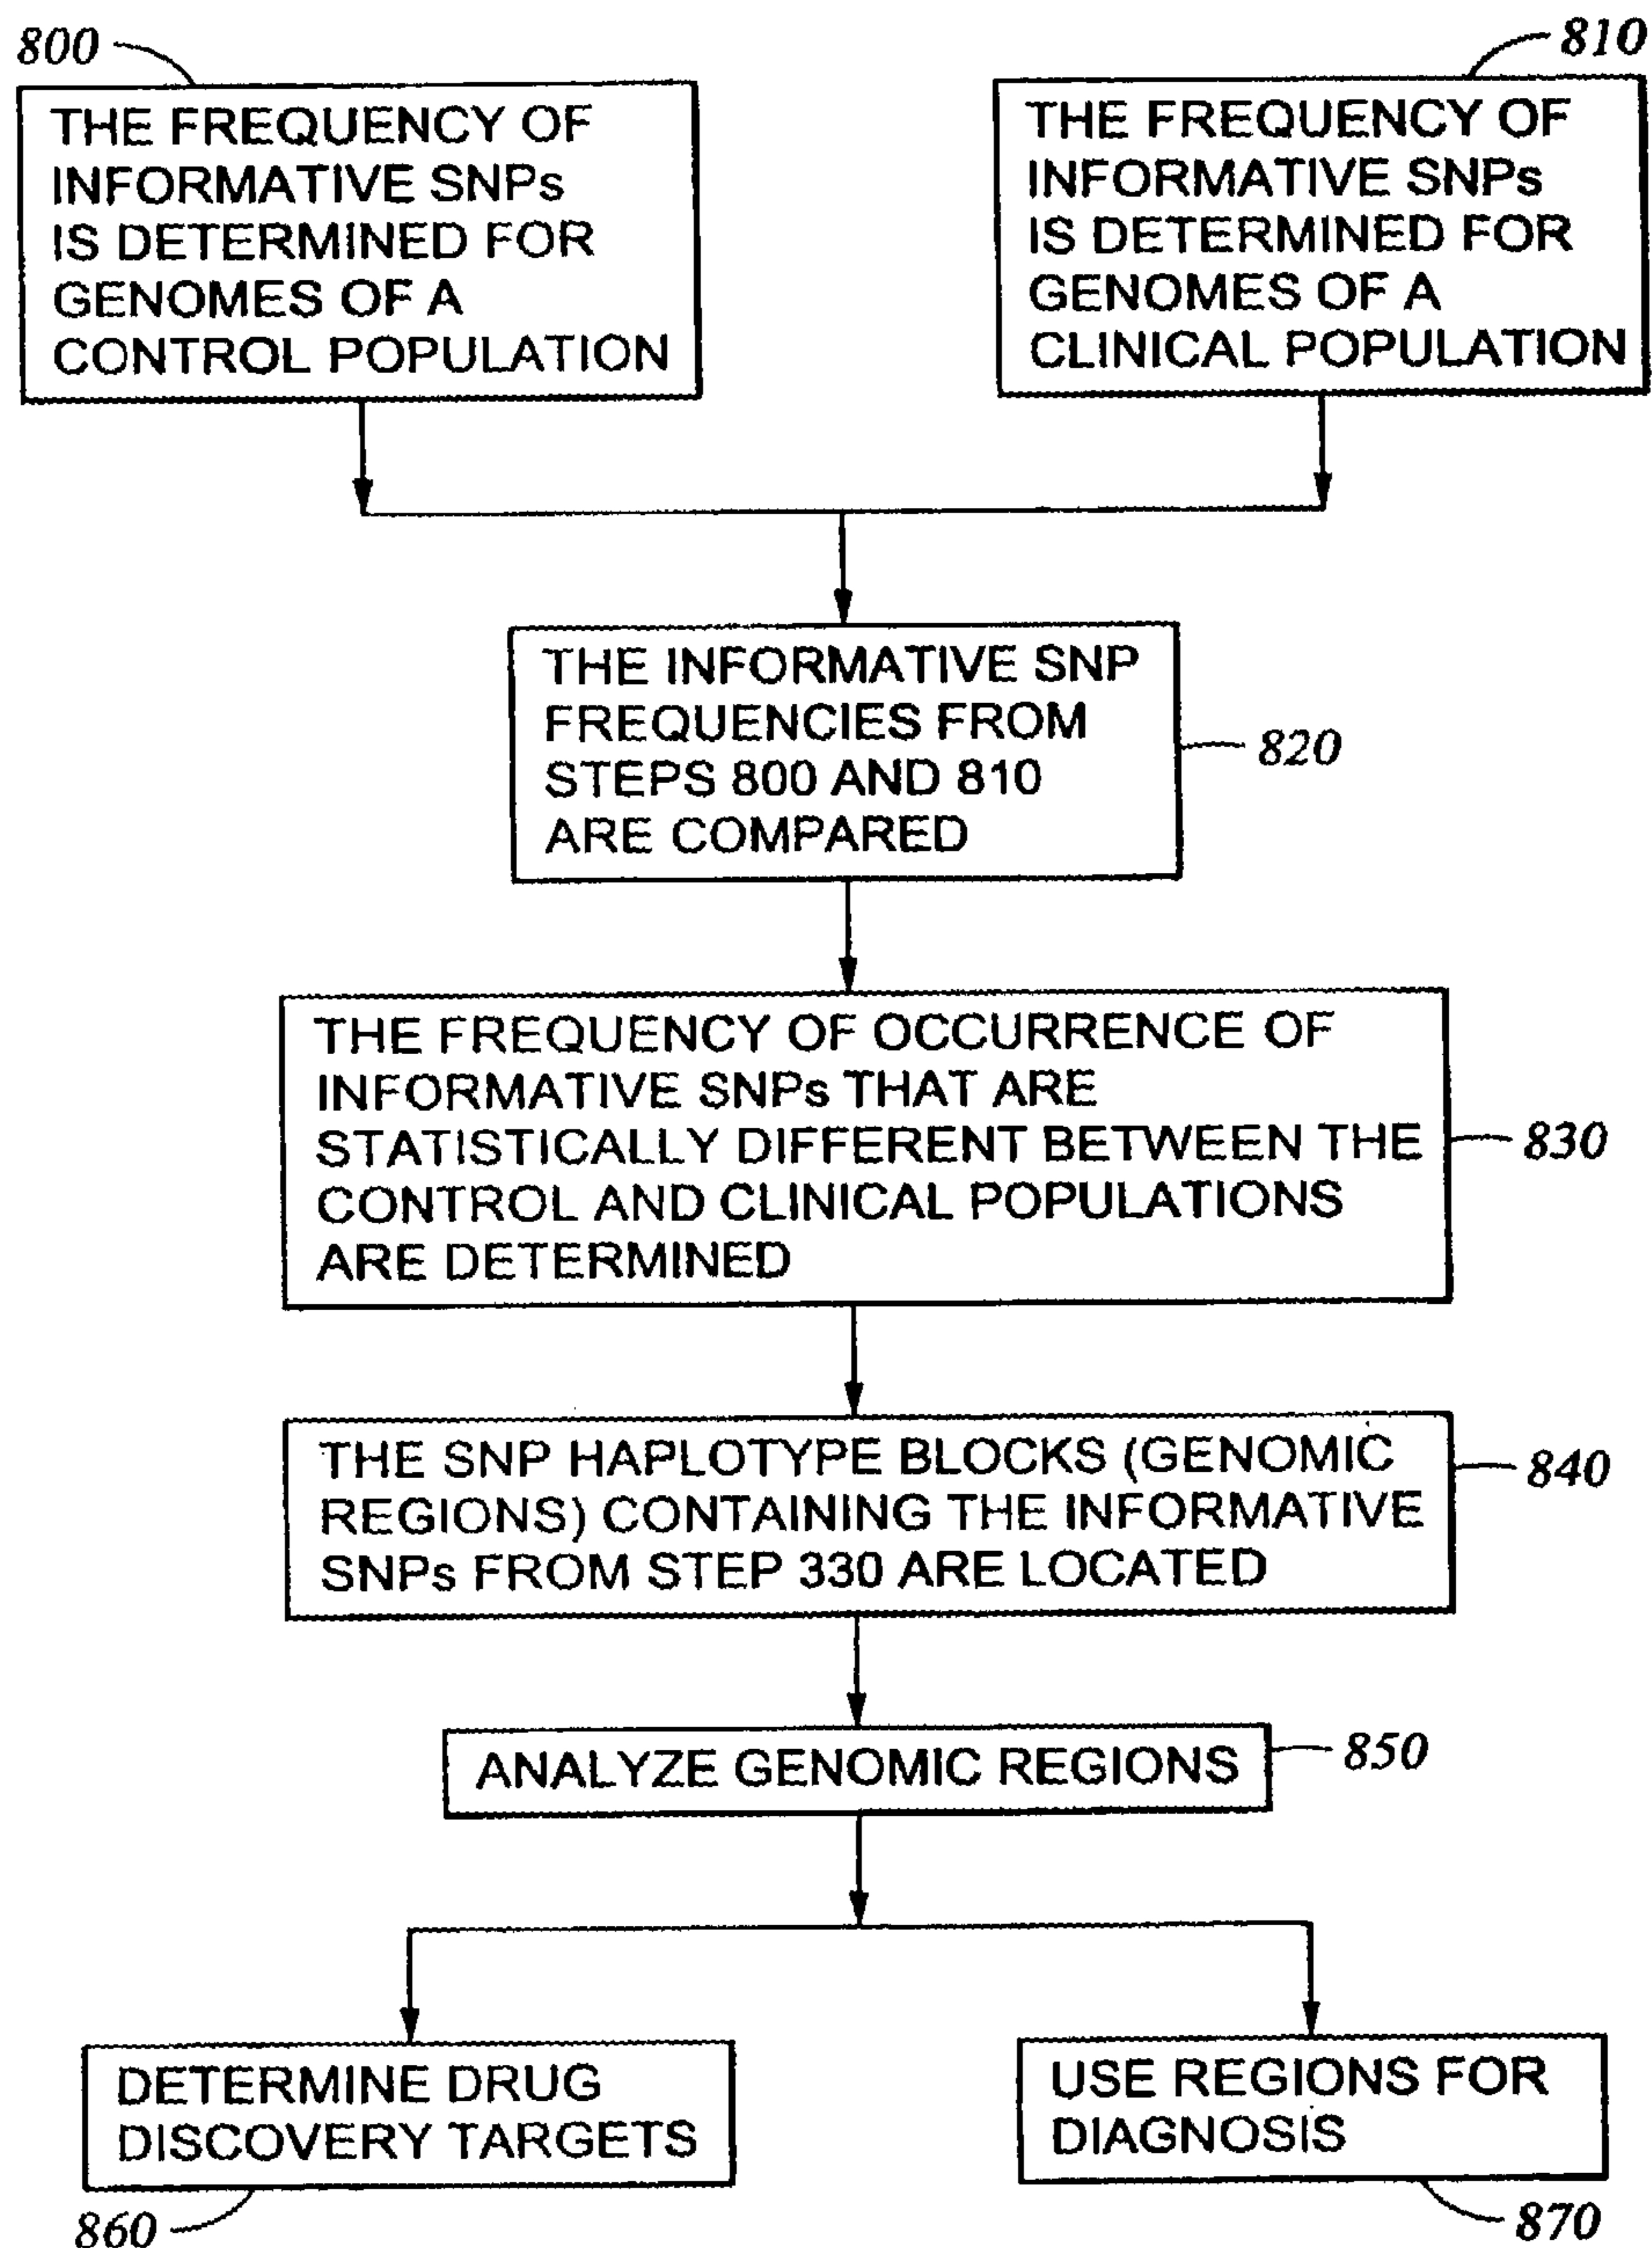 800
THE FREQUENCY OF
INFORMATIVE SNPs
IS DETERMINED FOR
GENOMES OF A
CONTROL POPULATION
810
THE FREQUENCY OF
INFORMATIVE SNPs
IS DETERMINED FOR
GENOMES OF A
CLINICAL POPULATION
THE INFORMATIVE SNP
FREQUENCIES FROM
STEPS 800 AND 810
ARE COMPARED
820
THE FREQUENCY OF OCCURRENCE OF
INFORMATIVE SNPs THAT ARE
STATISTICALLY DIFFERENT BETWEEN THE
CONTROL AND CLINICAL POPULATIONS
ARE DETERMINED
830
THE SNP HAPLOTYPE BLOCKS (GENOMIC
REGIONS) CONTAINING THE INFORMATIVE
SNPs FROM STEP 330 ARE LOCATED
840
ANALYZE GENOMIC REGIONS
850
DETERMINE DRUG
DISCOVERY TARGETS
860
USE REGIONS FOR
DIAGNOSIS
870